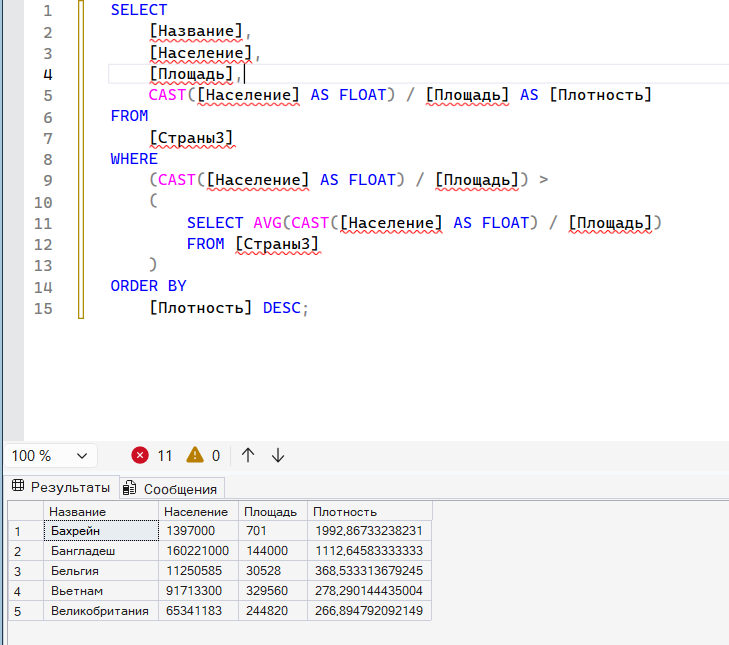 1 SELECT
2 [Название],
3 [Население],
4 [Площадь],
5 CAST([Население] AS FLOAT) / [Площадь] AS [Плотность]
6 FROM
7 [Страны3]
8 WHERE
9 (CAST([Население] AS FLOAT) / [Площадь]) >
10 (
11 SELECT AVG(CAST([Население] AS FLOAT) / [Площадь])
12 FROM [Страны3]
13 )
14 ORDER BY
15 [Плотность] DESC;
100 % 11 0
Результаты Сообщения
Название Население Площадь Плотность
1 Бахрейн 1397000 701 1992,86733238231
2 Бангладеш 160221000 144000 1112,64583333333
3 Бельгия 11250585 30528 368,533313679245
4 Вьетнам 91713300 329560 278,290144435004
5 Великобритания 65341183 244820 266,894792092149